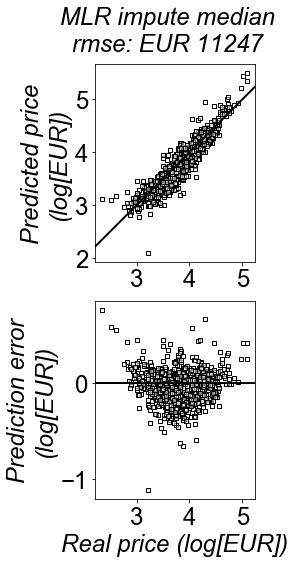 MLR impute median
rmse: EUR 11247
Predicted price
(log[EUR])
5
4
3
2
3 4 5
Prediction error
(log[EUR])
0
−1
3 4 5
Real price (log[EUR])